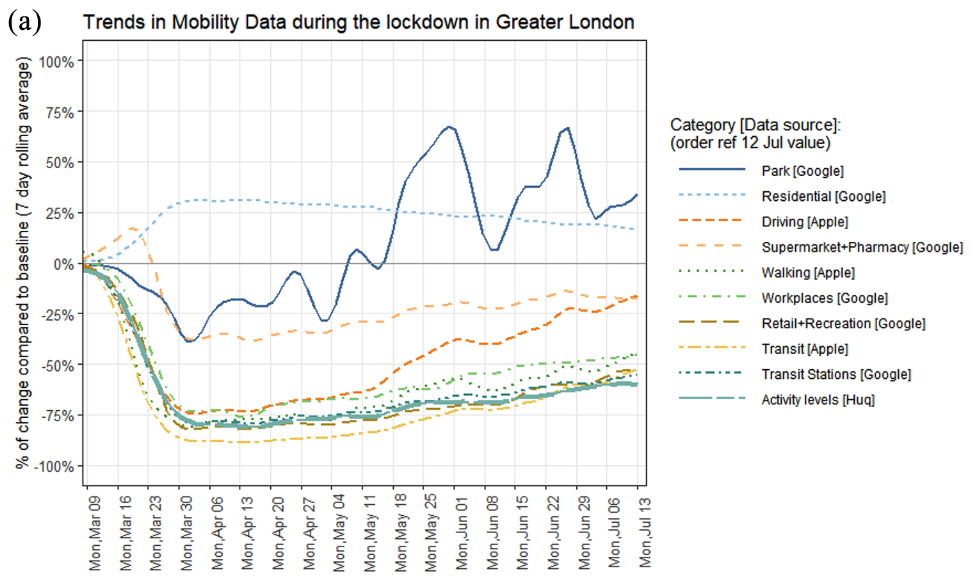 (a)
Trends in Mobility Data during the lockdown in Greater London
% of change compared to baseline (7 day rolling average)
100%
75%
50%
25%
0%
-25%
-50%
-75%
-100%
Mon,Mar 09
Mon,Mar 16
Mon,Mar 23
Mon,Mar 30
Mon,Apr 06
Mon,Apr 13
Mon,Apr 20
Mon,Apr 27
Mon,May 04
Mon,May 11
Mon,May 18
Mon,May 25
Mon,Jun 01
Mon,Jun 08
Mon,Jun 15
Mon,Jun 22
Mon,Jun 29
Mon,Jul 06
Mon,Jul 13
Category [Data source]:
(order ref 12 Jul value)
Park [Google]
Residential [Google]
Driving [Apple]
Supermarket+Pharmacy [Google]
Walking [Apple]
Workplaces [Google]
Retail+Recreation [Google]
Transit [Apple]
Transit Stations [Google]
Activity levels [Huq]